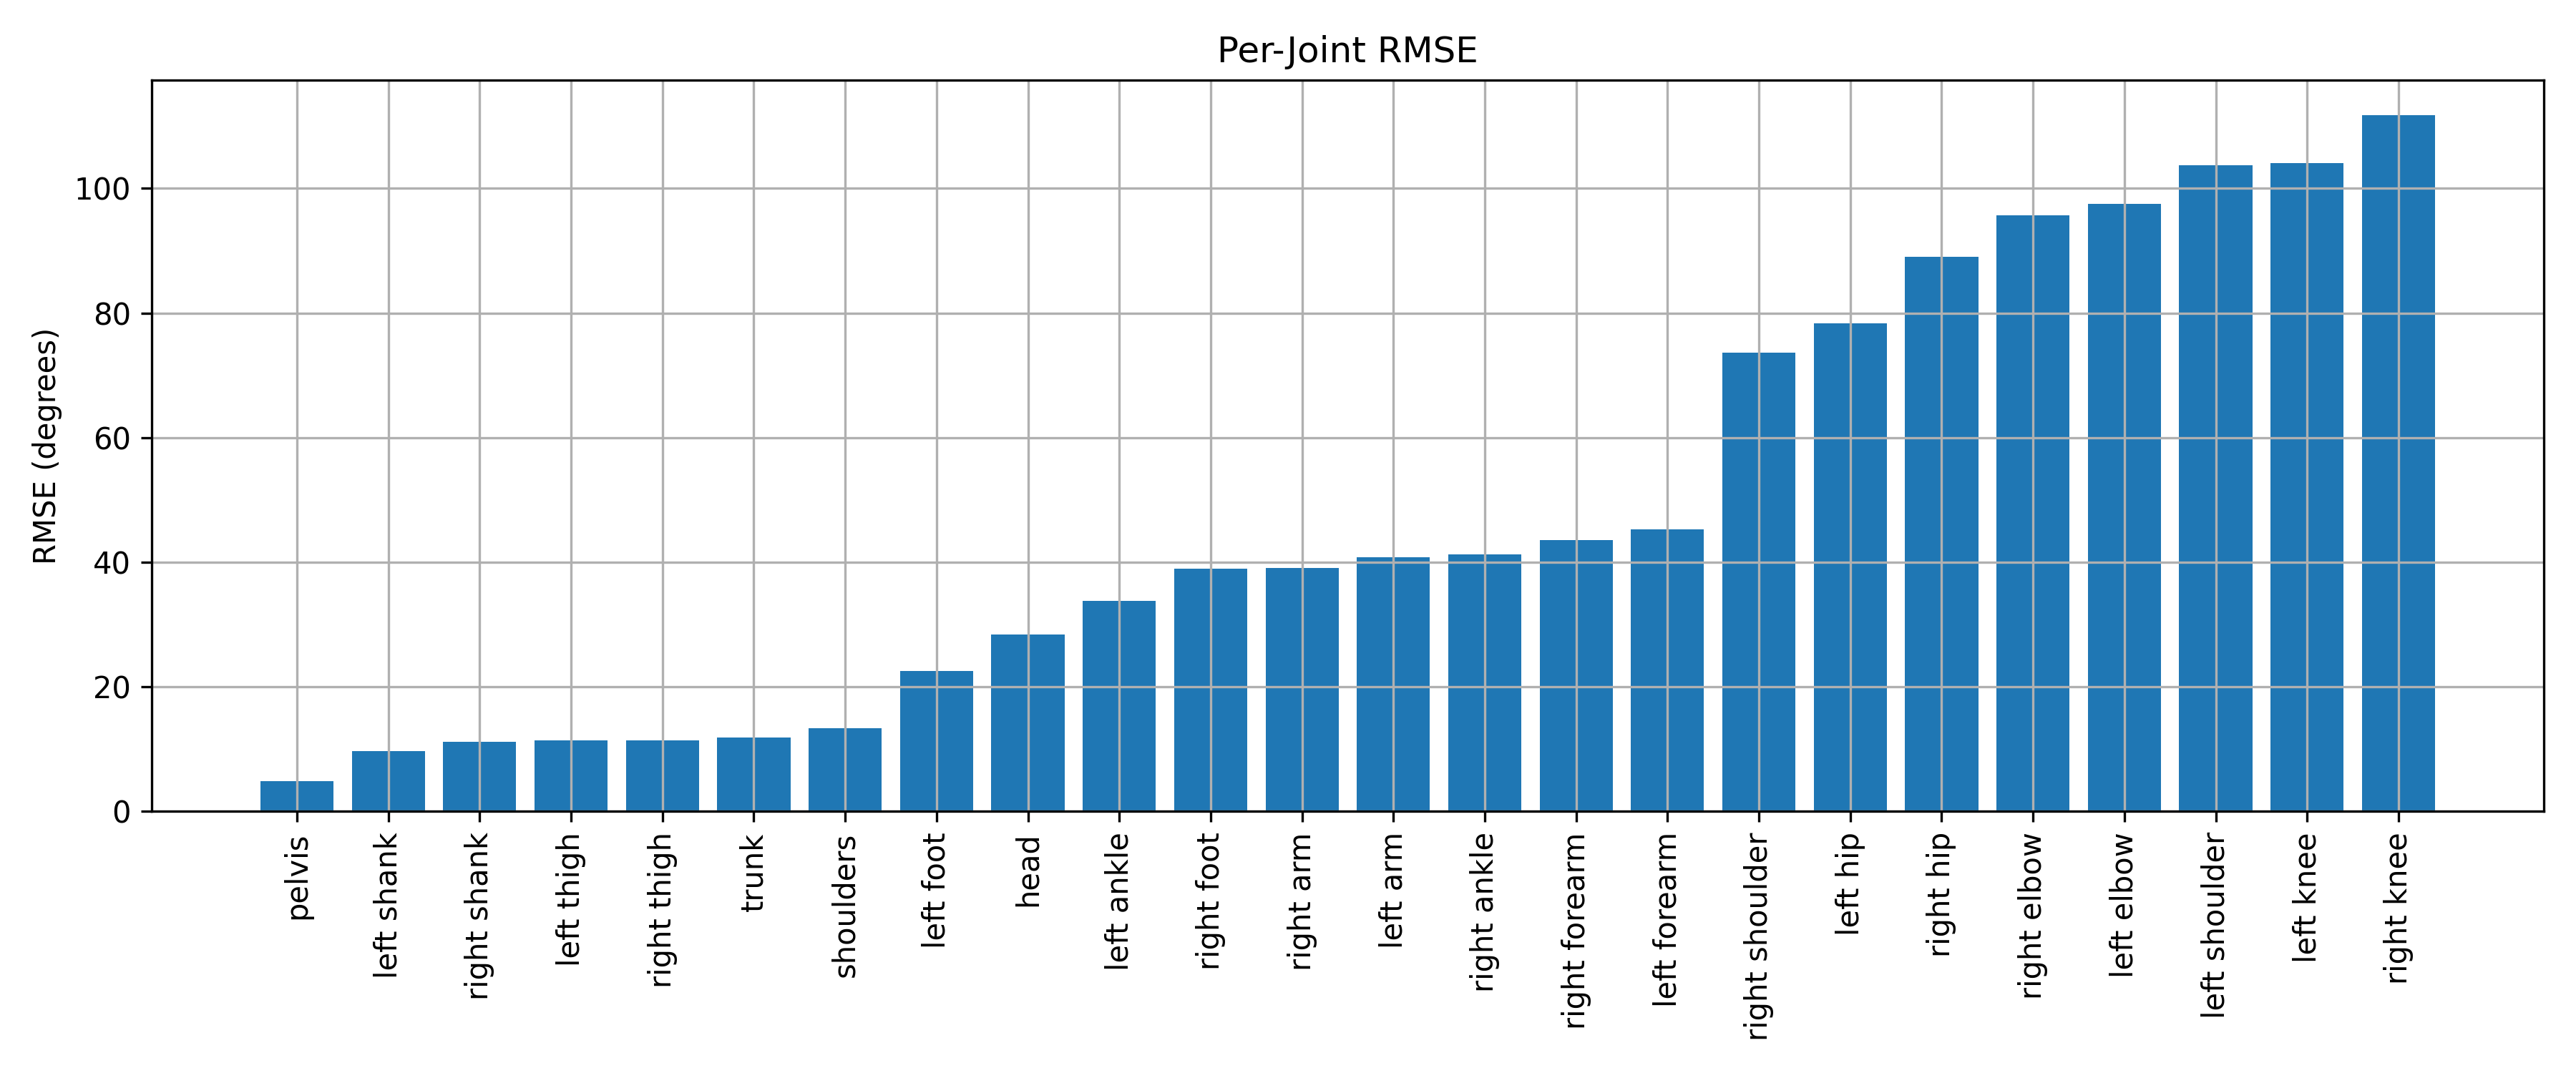 Per-Joint RMSE
RMSE (degrees)
100
80
60
40
20
0
pelvis
left shank
right shank
left thigh
right thigh
trunk
shoulders
left foot
head
left ankle
right foot
right arm
left arm
right ankle
right forearm
left forearm
right shoulder
left hip
right hip
right elbow
left elbow
left shoulder
left knee
right knee